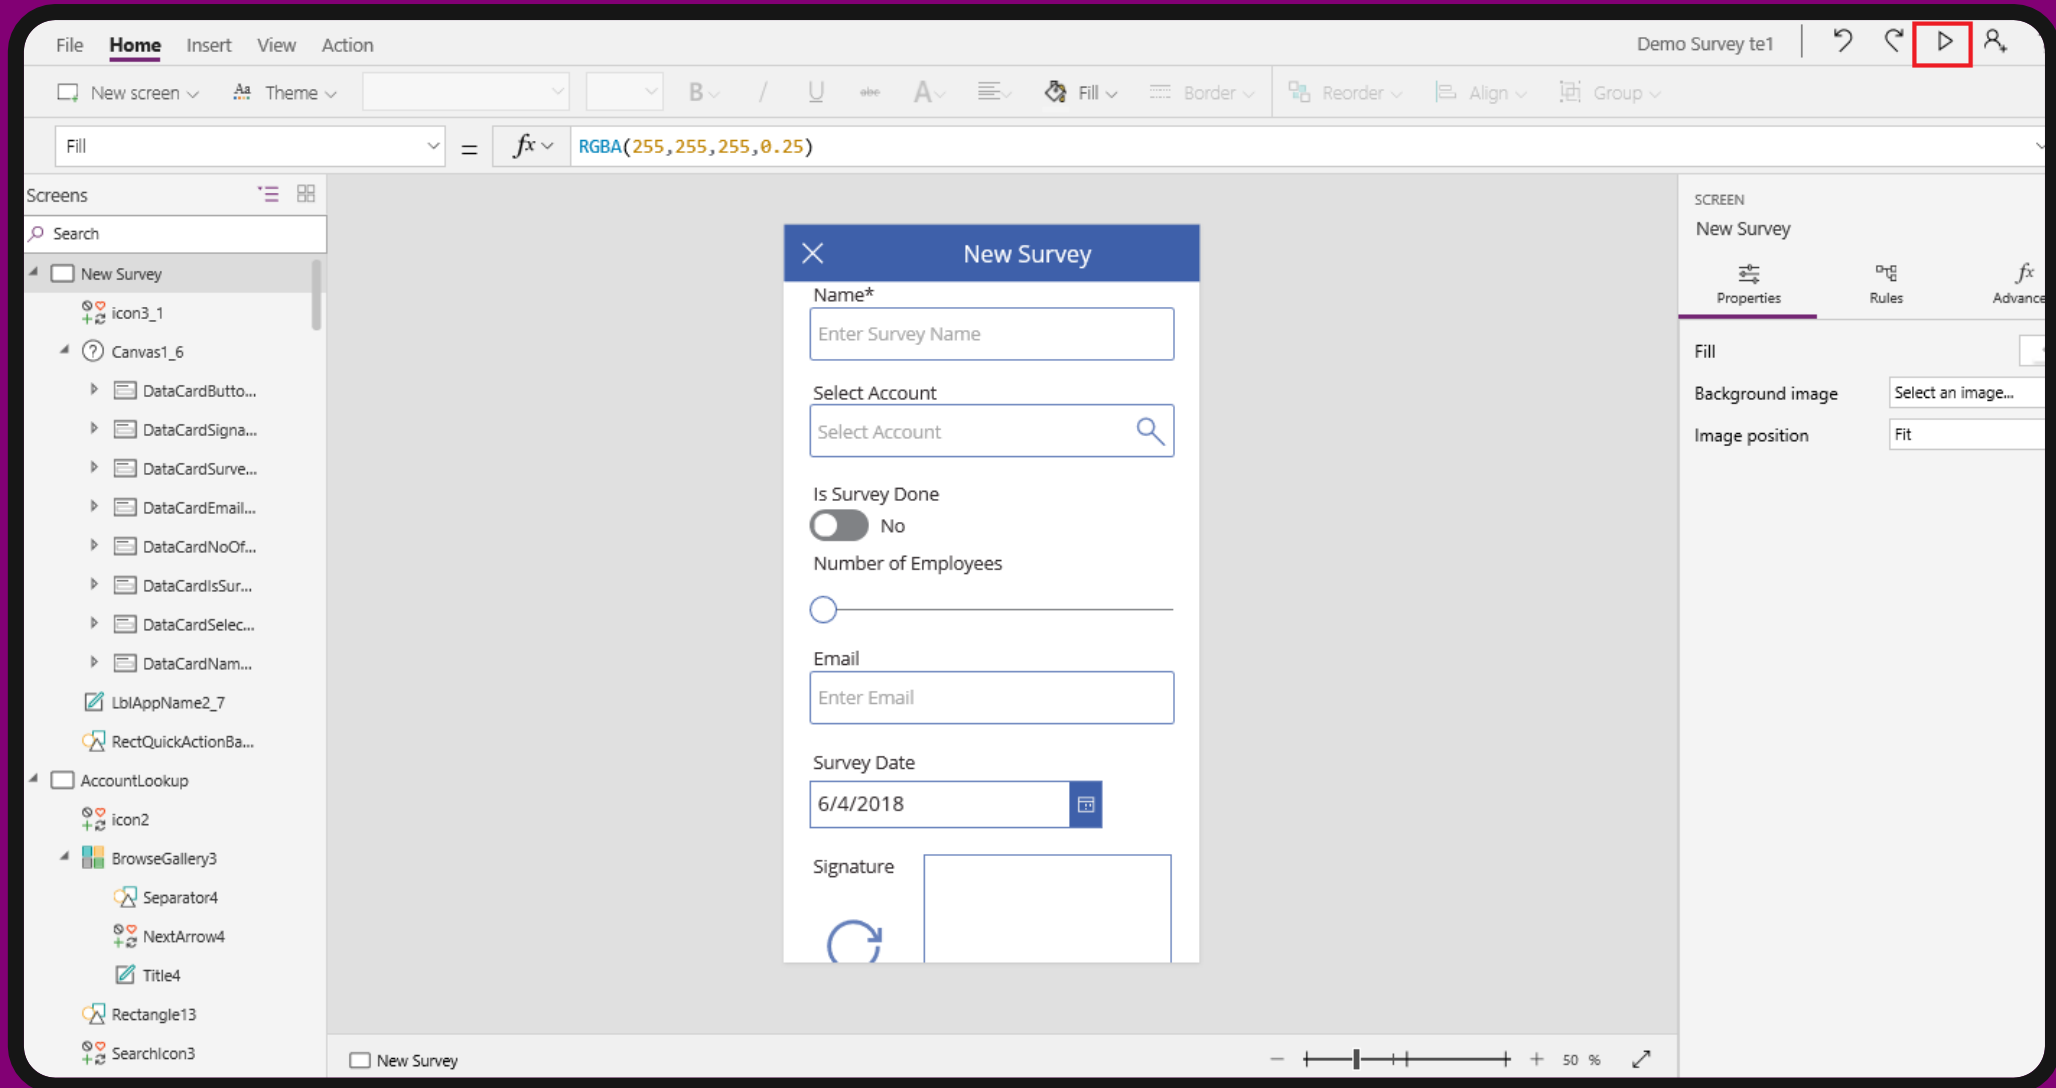 File Home Insert View Action
Demo Survey te1
New screen Aa Theme B / U abc A Fill Border Reorder Align Group
Fill = fx RGBA(255,255,255,0.25)
Screens
Search
New Survey
icon3_1
Canvas1_6
DataCardButto...
DataCardSigna...
DataCardSurve...
DataCardEmail...
DataCardNoOf...
DataCardIsSur...
DataCardSelec...
DataCardNam...
LblAppName2_7
RectQuickActionBa...
AccountLookup
icon2
BrowseGallery3
Separator4
NextArrow4
Title4
Rectangle13
SearchIcon3
New Survey
Name*
Enter Survey Name
Select Account
Select Account
Is Survey Done
No
Number of Employees
Email
Enter Email
Survey Date
6/4/2018
Signature
New Survey
50 %
SCREEN
New Survey
fx
Properties Rules Advance
Fill
Background image Select an image...
Image position Fit